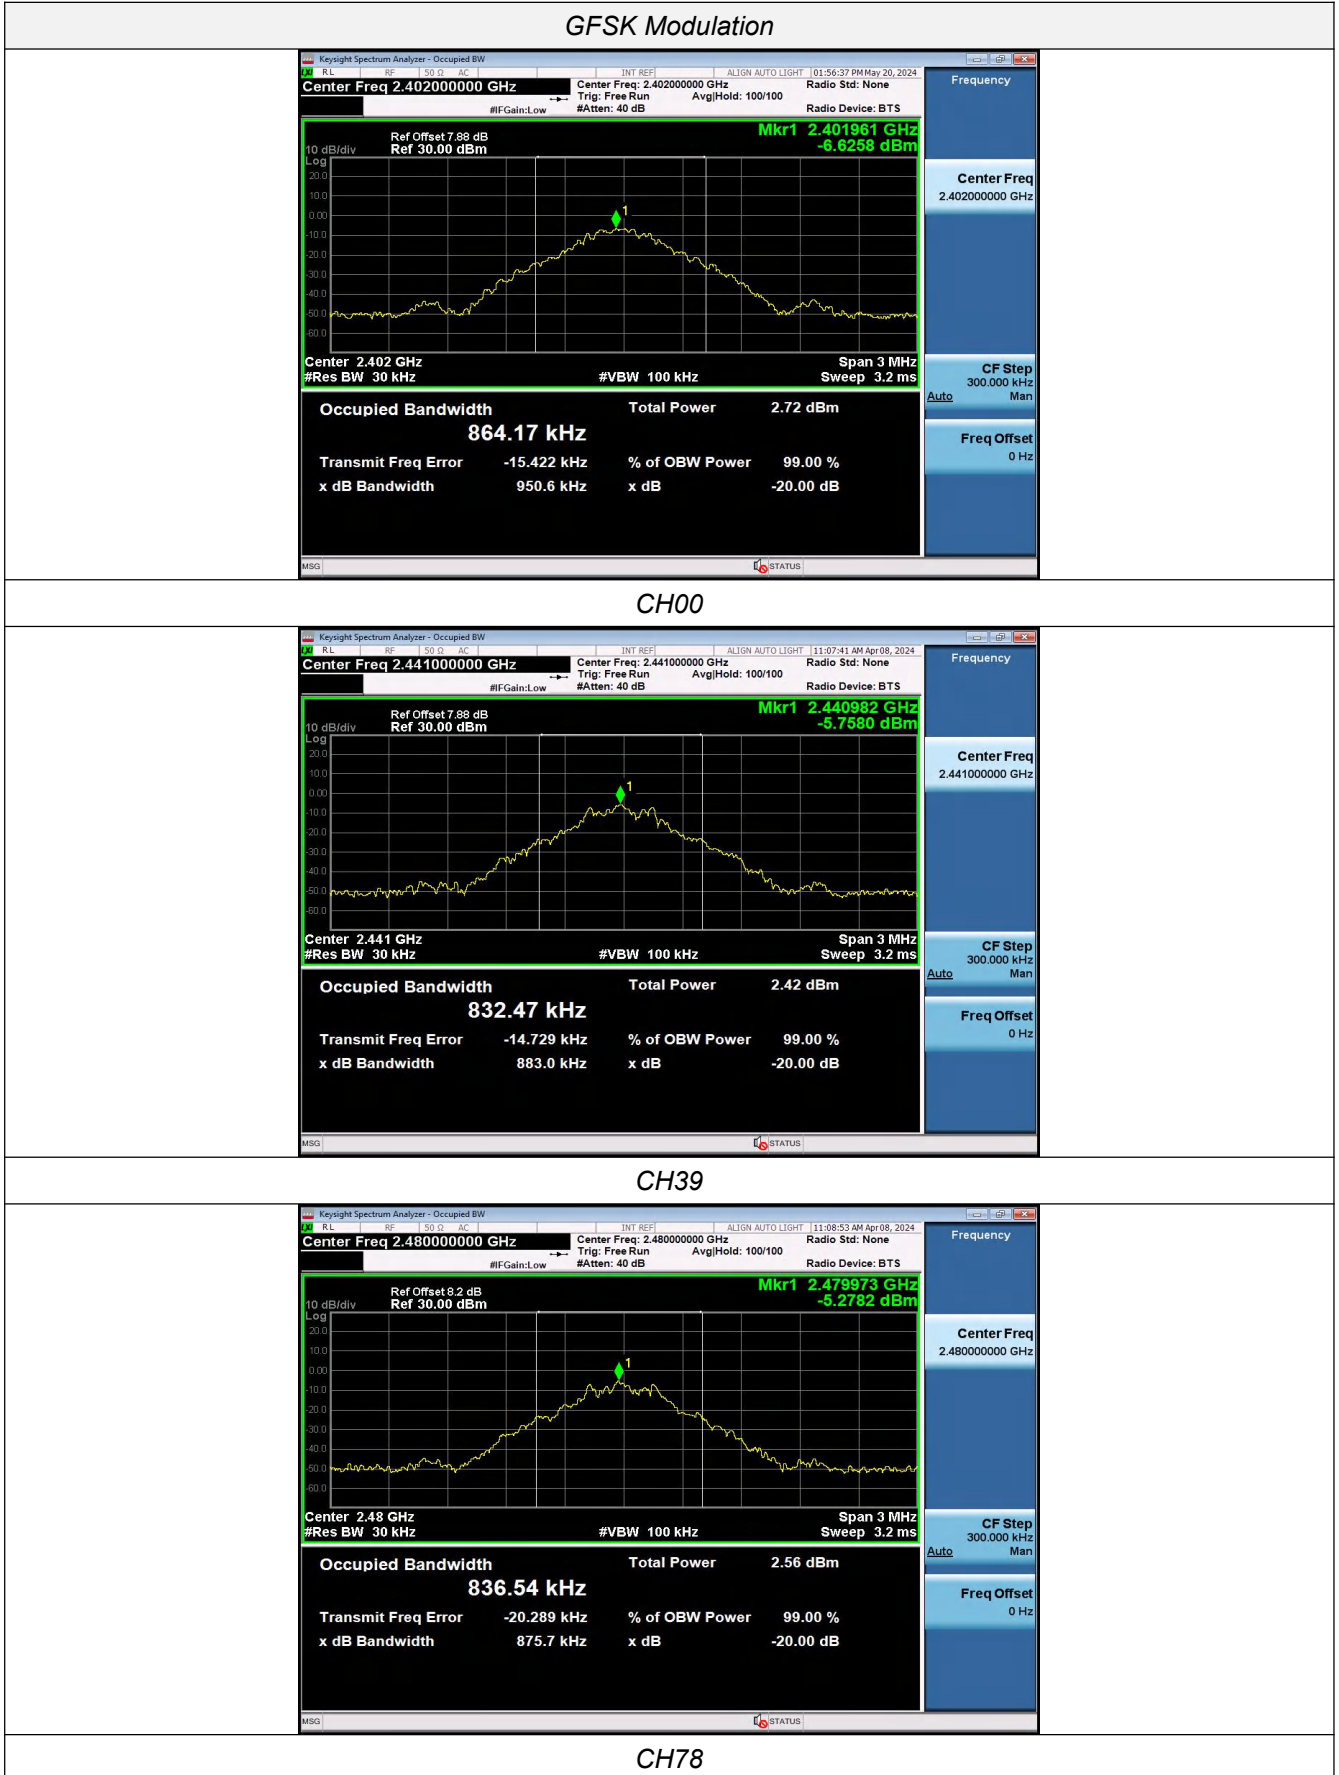 GFSK Modulation
Keysight Spectrum Analyzer - Occupied BW
LXI RL RF 50 Ω AC INT REF ALIGN AUTO LIGHT 01:56:37 PM May 20, 2024
Center Freq 2.402000000 GHz Center Freq: 2.402000000 GHz Radio Std: None Frequency
Trig: Free Run Avg|Hold: 100/100
#IFGain:Low #Atten: 40 dB Radio Device: BTS
Mkr1 2.401961 GHz
Ref Offset 7.88 dB -6.6258 dBm
10 dB/div Ref 30.00 dBm
Log
20.0
10.0
0.00
-10.0
-20.0
-30.0
-40.0
-50.0
-60.0
1
Center Freq
2.402000000 GHz
Center 2.402 GHz Span 3 MHz
#Res BW 30 kHz #VBW 100 kHz Sweep 3.2 ms
CF Step
300.000 kHz
Auto Man
Occupied Bandwidth Total Power 2.72 dBm
864.17 kHz
Transmit Freq Error -15.422 kHz % of OBW Power 99.00 %
x dB Bandwidth 950.6 kHz x dB -20.00 dB
Freq Offset
0 Hz
MSG STATUS
CH00
Keysight Spectrum Analyzer - Occupied BW
LXI RL RF 50 Ω AC INT REF ALIGN AUTO LIGHT 11:07:41 AM Apr 08, 2024
Center Freq 2.441000000 GHz Center Freq: 2.441000000 GHz Radio Std: None Frequency
Trig: Free Run Avg|Hold: 100/100
#IFGain:Low #Atten: 40 dB Radio Device: BTS
Mkr1 2.440982 GHz
Ref Offset 7.88 dB -5.7580 dBm
10 dB/div Ref 30.00 dBm
Log
20.0
10.0
0.00
-10.0
-20.0
-30.0
-40.0
-50.0
-60.0
1
Center Freq
2.441000000 GHz
Center 2.441 GHz Span 3 MHz
#Res BW 30 kHz #VBW 100 kHz Sweep 3.2 ms
CF Step
300.000 kHz
Auto Man
Occupied Bandwidth Total Power 2.42 dBm
832.47 kHz
Transmit Freq Error -14.729 kHz % of OBW Power 99.00 %
x dB Bandwidth 883.0 kHz x dB -20.00 dB
Freq Offset
0 Hz
MSG STATUS
CH39
Keysight Spectrum Analyzer - Occupied BW
LXI RL RF 50 Ω AC INT REF ALIGN AUTO LIGHT 11:08:53 AM Apr 08, 2024
Center Freq 2.480000000 GHz Center Freq: 2.480000000 GHz Radio Std: None Frequency
Trig: Free Run Avg|Hold: 100/100
#IFGain:Low #Atten: 40 dB Radio Device: BTS
Mkr1 2.479973 GHz
Ref Offset 8.2 dB -5.2782 dBm
10 dB/div Ref 30.00 dBm
Log
20.0
10.0
0.00
-10.0
-20.0
-30.0
-40.0
-50.0
-60.0
1
Center Freq
2.480000000 GHz
Center 2.48 GHz Span 3 MHz
#Res BW 30 kHz #VBW 100 kHz Sweep 3.2 ms
CF Step
300.000 kHz
Auto Man
Occupied Bandwidth Total Power 2.56 dBm
836.54 kHz
Transmit Freq Error -20.289 kHz % of OBW Power 99.00 %
x dB Bandwidth 875.7 kHz x dB -20.00 dB
Freq Offset
0 Hz
MSG STATUS
CH78